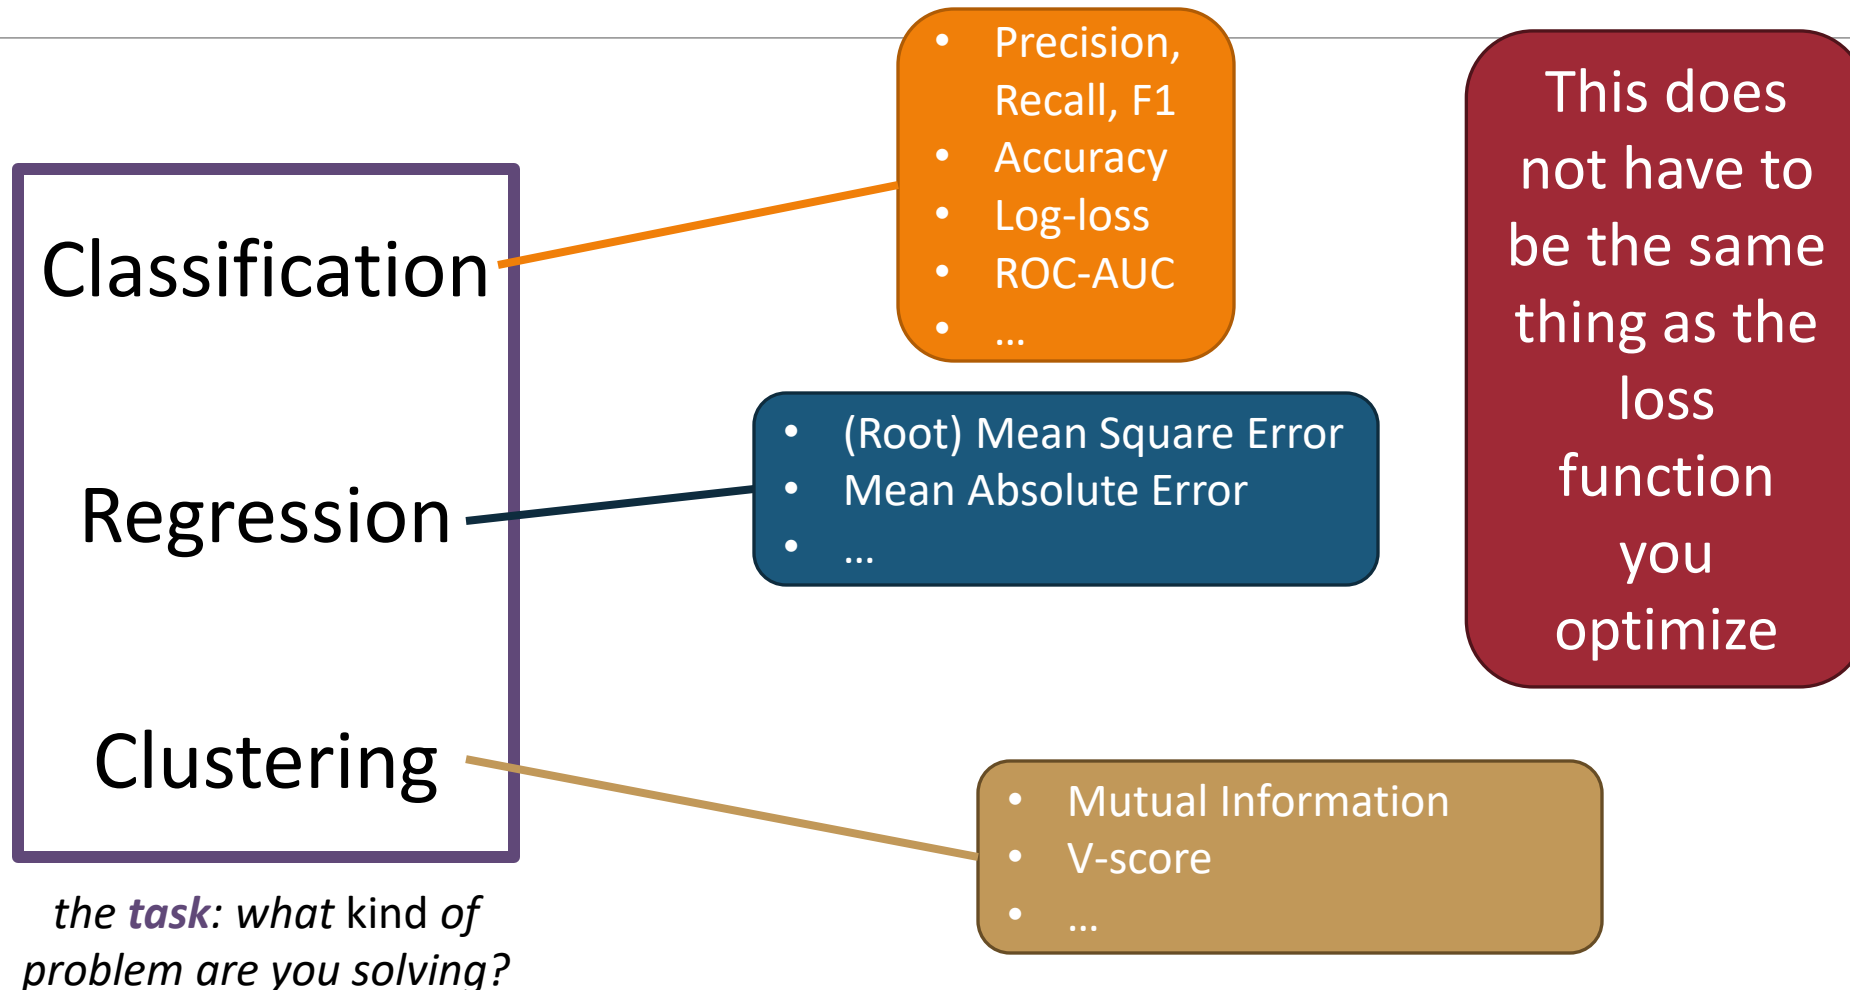 Classification
Regression
Clustering
the task: what kind of
problem are you solving?
• Precision,
Recall, F1
• Accuracy
• Log-loss
• ROC-AUC
• …
• (Root) Mean Square Error
• Mean Absolute Error
• …
• Mutual Information
• V-score
• …
This does
not have to
be the same
thing as the
loss
function
you
optimize